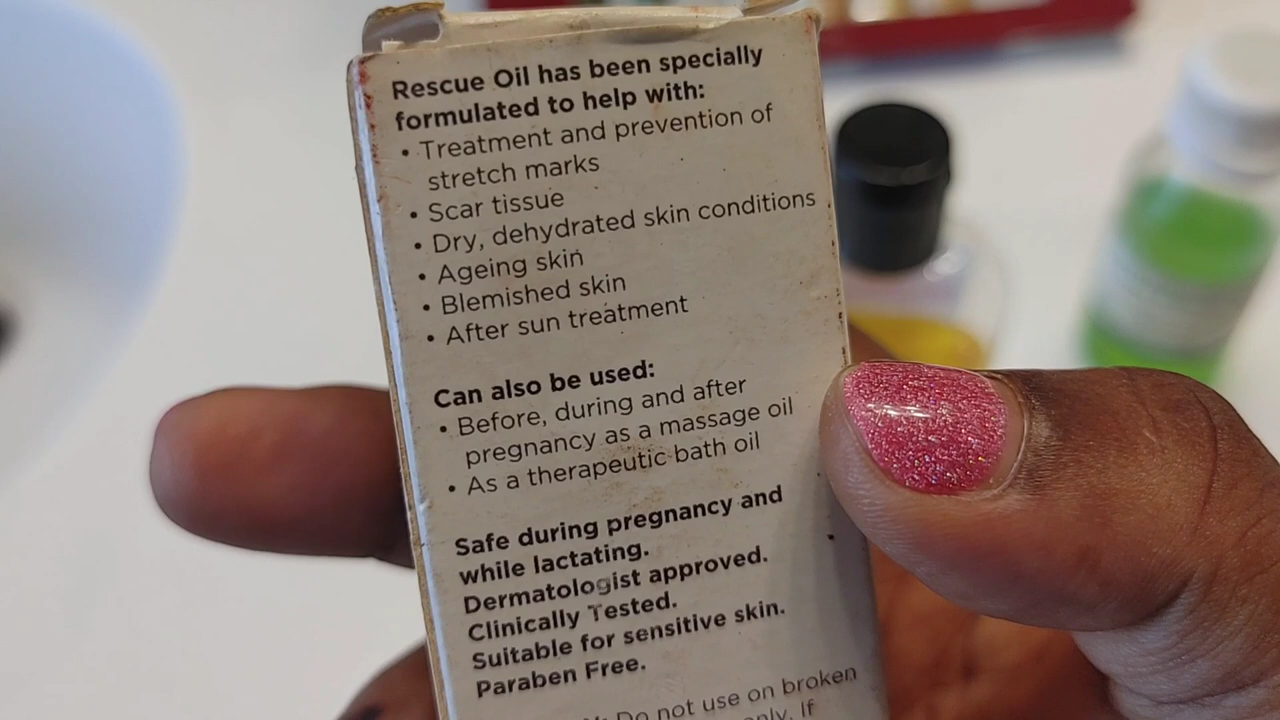 Rescue Oil has been specially
formulated to help with:
• Treatment and prevention of
stretch marks
• Scar tissue
• Dry, dehydrated skin conditions
• Ageing skin
• Blemished skin
• After sun treatment
Can also be used:
• Before, during and after
pregnancy as a massage oil
• As a therapeutic bath oil
Safe during pregnancy and
while lactating.
Dermatologist approved.
Clinically Tested.
Suitable for sensitive skin.
Paraben Free.
Do not use on broken
only. If